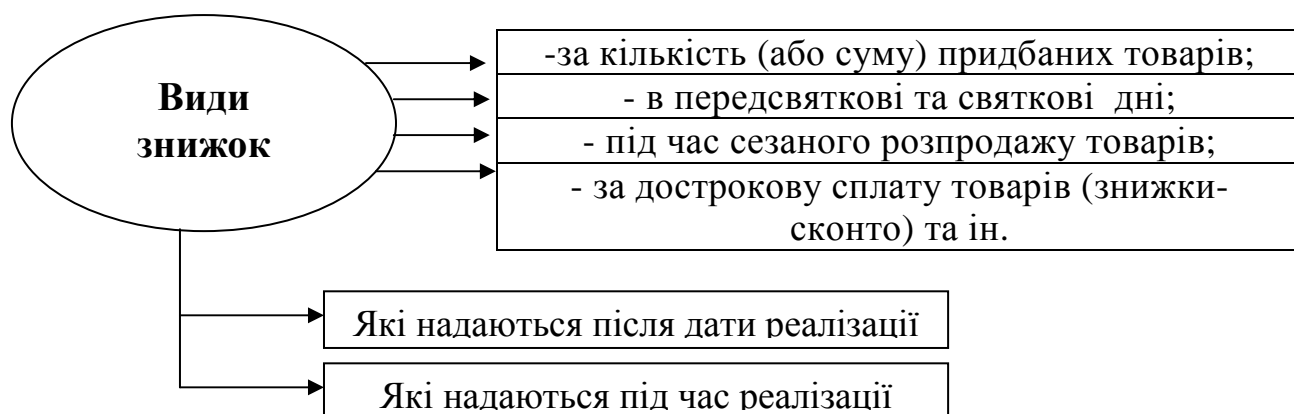 Види
знижок
-за кількість (або суму) придбаних товарів;
- в передсвяткові та святкові дні;
- під час сезаного розпродажу товарів;
- за дострокову сплату товарів (знижки-
сконто) та ін.
Які надаються після дати реалізації
Які надаються під час реалізації